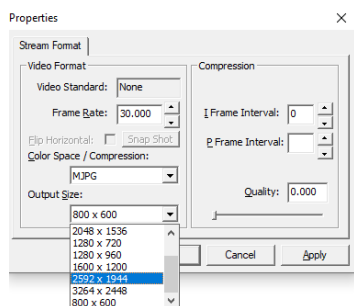 Properties
Stream Format
Video Format
Video Standard: None
Frame Rate: 30.000
Flip Horizontal: Snap Shot
Color Space / Compression:
MJPG
Output Size:
800 x 600
2048 x 1536
1280 x 720
1280 x 960
1600 x 1200
2592 x 1944
3264 x 2448
800 x 600
Compression
I Frame Interval: 0
P Frame Interval:
Quality: 0.000
Cancel
Apply